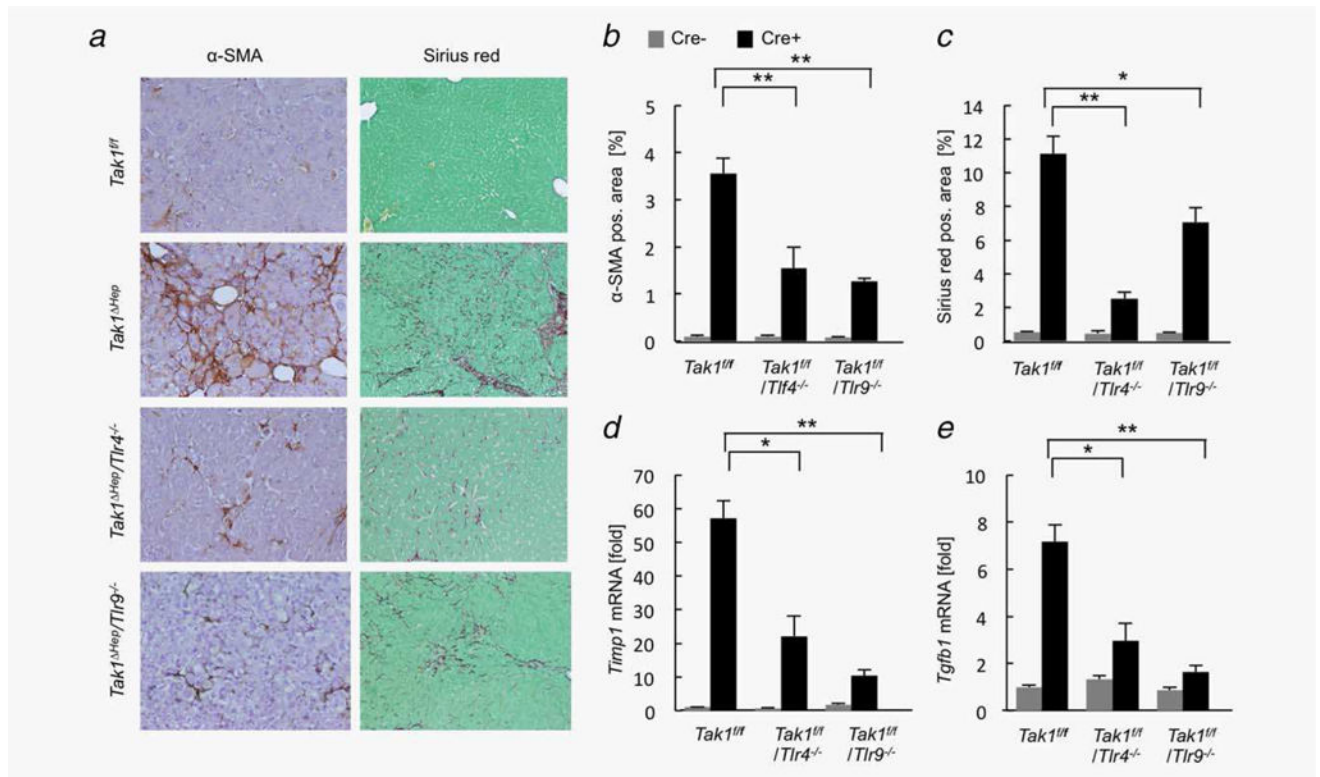 a
α-SMA
Sirius red
Tak1f/f
Tak1ΔHep
Tak1ΔHep/Tlr4-/-
Tak1ΔHep/Tlr9-/-
b
Cre-
Cre+
**
**
α-SMA pos. area [%]
5
4
3
2
1
0
Tak1f/f
Tak1f/f
/Tlf4-/-
Tak1f/f
/Tlr9-/-
c
*
**
Sirius red pos. area [%]
14
12
10
8
6
4
2
0
Tak1f/f
Tak1f/f
/Tlr4-/-
Tak1f/f
/Tlr9-/-
d
**
*
Timp1 mRNA [fold]
70
60
50
40
30
20
10
0
Tak1f/f
Tak1f/f
/Tlr4-/-
Tak1f/f
/Tlr9-/-
e
**
*
Tgfb1 mRNA [fold]
10
8
6
4
2
0
Tak1f/f
Tak1f/f
/Tlr4-/-
Tak1f/f
/Tlr9-/-